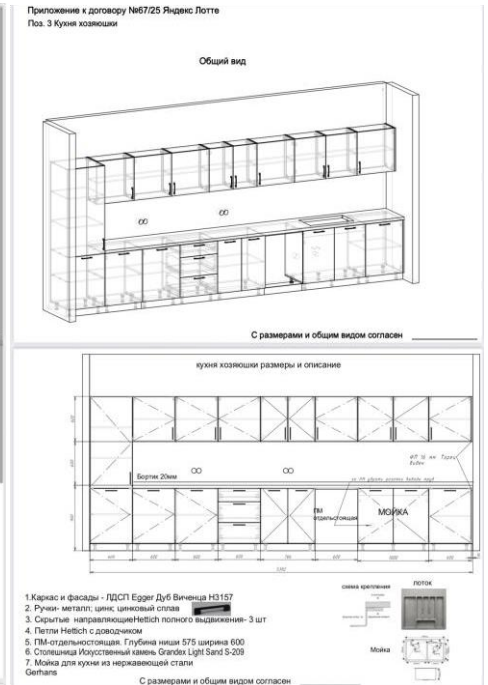 Приложение к договору №67/25 Яндекс Лотте
Поз. 3 Кухня хозяюшки
Общий вид
С размерами и общим видом согласен
кухня хозяюшки размеры и описание
Бортик 20мм
ПМ
отдельностоящая
МОЙКА
1.Каркас и фасады - ЛДСП Egger Дуб Виченца H3157
2. Ручки- металл; цинк; цинковый сплав
3. Скрытые направляющиеHettich полного выдвижения- 3 шт
4. Петли Hettich с доводчиком
5. ПМ-отдельностоящая. Глубина ниши 575 ширина 600
6. Столешница Искусственный камень Grandex Light Sand S-209
7. Мойка для кухни из нержавеющей стали
Gerhans
схема крепления
лоток
Мойка
С размерами и общим видом согласен